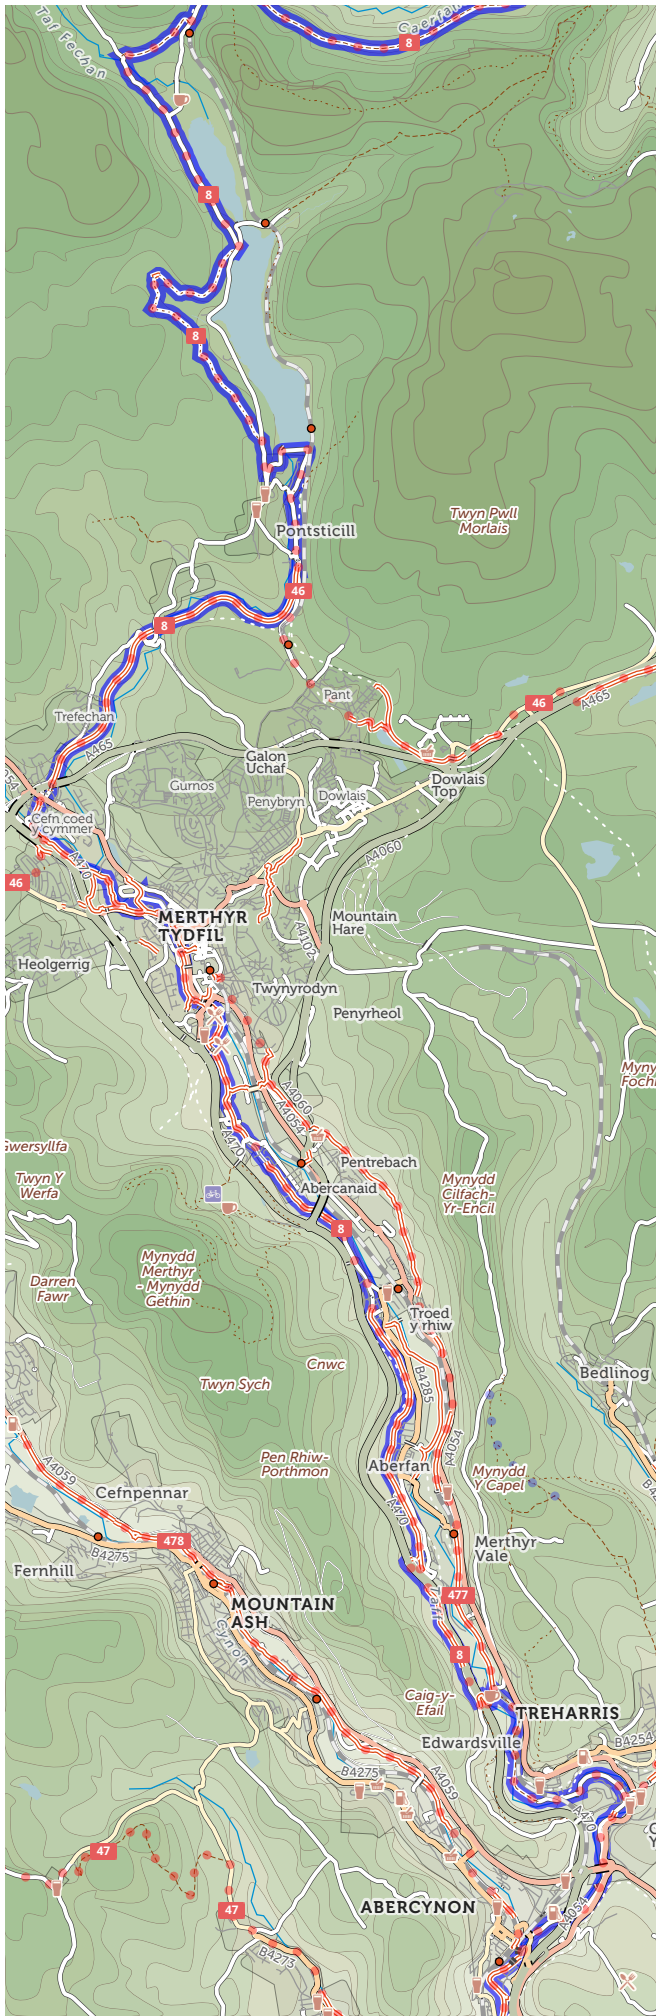 Taf Fechan
Caerfan
8
8
8
Twyn Pwll
Morlais
Pontsticill
46
8
Pant
46
A465
Trefechan
A465
Galon
Uchaf
Gurnos
Dowlais
Top
Penybryn
Dowlais
Cefn coed
y cymmer
A4060
A470
46
MERTHYR
TYDFIL
Mountain
Hare
A4102
Heolgerrig
Twynyrodyn
Penyrheol
A4060
A4054
A470
Gwersyllfa
Pentrebach
Twyn Y
Werfa
Abercanaid
Mynydd
Cilfach-
Yr-Encil
8
Mynydd
Merthyr
- Mynydd
Gethin
Darren
Fawr
Troed
y rhiw
Cnwc
Bedlinog
Twyn Sych
B4285
A4054
Pen Rhiw-
Porthmon
Aberfan
Mynydd
Y Capel
A4059
Cefnpennar
A470
478
B4275
Merthyr
Vale
Fernhill
MOUNTAIN
ASH
477
Taff
Cynon
8
Caig-y-
Efail
TREHARRIS
Edwardsville
B4254
B4275
A4059
A470
47
ABERCYNON
47
A4054
B4273